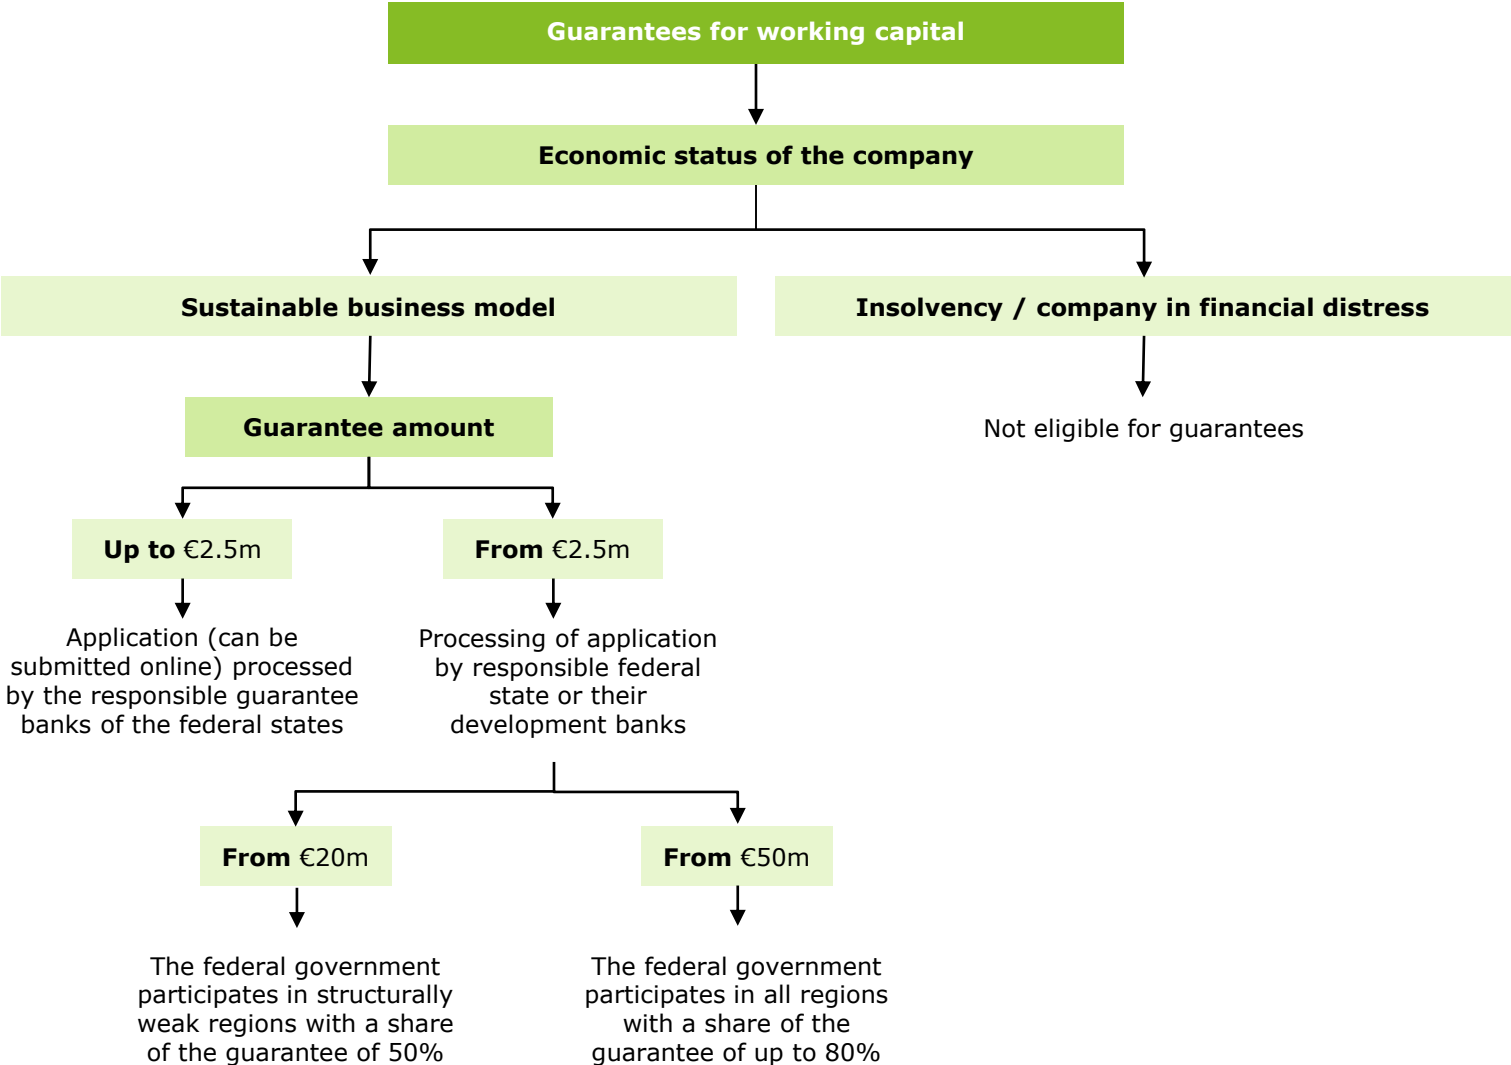 Guarantees for working capital
Economic status of the company
Sustainable business model
Insolvency / company in financial distress
Guarantee amount
Not eligible for guarantees
Up to €2.5m
From €2.5m
Application (can be
submitted online) processed
by the responsible guarantee
banks of the federal states
Processing of application
by responsible federal
state or their
development banks
From €20m
From €50m
The federal government
participates in structurally
weak regions with a share
of the guarantee of 50%
The federal government
participates in all regions
with a share of the
guarantee of up to 80%